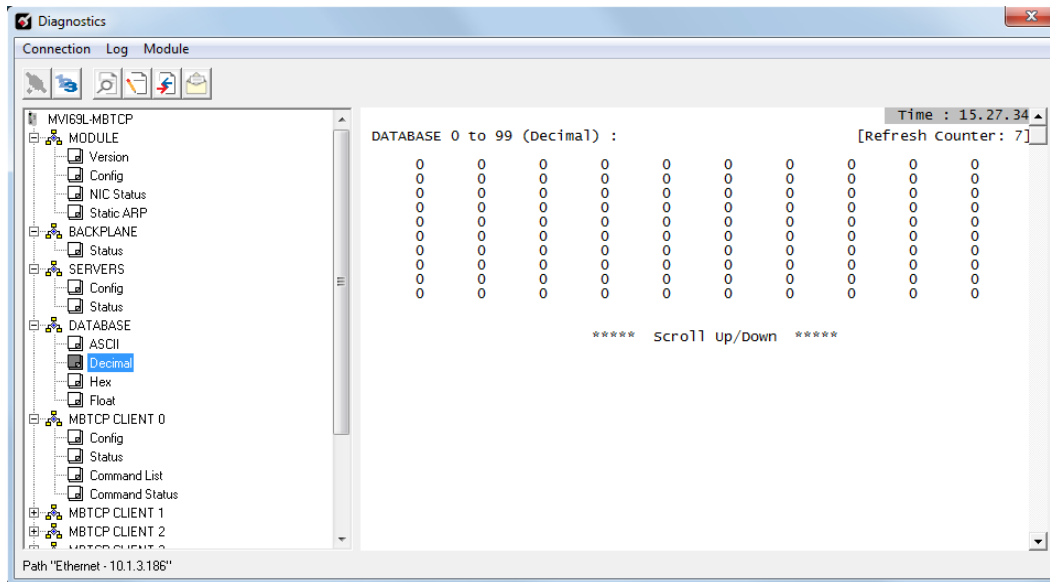 Diagnostics
Connection Log Module
MVI69L-MBTCP
MODULE
Version
Config
NIC Status
Static ARP
BACKPLANE
Status
SERVERS
Config
Status
DATABASE
ASCII
Decimal
Hex
Float
MBTCP CLIENT 0
Config
Status
Command List
Command Status
MBTCP CLIENT 1
MBTCP CLIENT 2
Time : 15.27.34
DATABASE 0 to 99 (Decimal) : [Refresh Counter: 7]
0 0 0 0 0 0 0 0 0 0
0 0 0 0 0 0 0 0 0 0
0 0 0 0 0 0 0 0 0 0
0 0 0 0 0 0 0 0 0 0
0 0 0 0 0 0 0 0 0 0
0 0 0 0 0 0 0 0 0 0
0 0 0 0 0 0 0 0 0 0
0 0 0 0 0 0 0 0 0 0
0 0 0 0 0 0 0 0 0 0
0 0 0 0 0 0 0 0 0 0
***** Scroll Up/Down *****
Path "Ethernet - 10.1.3.186"